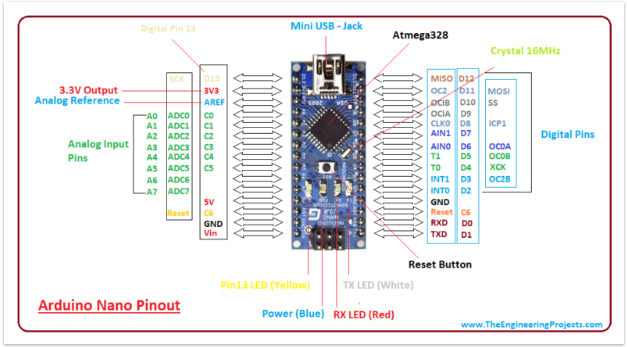 Digital Pin 13
Mini USB - Jack
Atmega328
Crystal 16MHz
SCK D13
3.3V Output 3V3
Analog Reference AREF
A0 ADC0 C0
A1 ADC1 C1
A2 ADC2 C2
A3 ADC3 C3
A4 ADC4 C4
A5 ADC5 C5
A6 ADC6
A7 ADC7
Analog Input
Pins
5V
Reset C6
GND
Vin
MISO D12
OC2 D11 MOSI
OCIB D10 SS
OCIA D9
CLK0 D8 ICP1
AIN1 D7
AIN0 D6 OC0A
T1 D5 OC0B
T0 D4 XCK
INT1 D3 OC2B
INT0 D2
GND
Reset C6
RXD D0
TXD D1
Digital Pins
Reset Button
Pin13 LED (Yellow)
TX LED (White)
Power (Blue)
RX LED (Red)
Arduino Nano Pinout
www.TheEngineeringProjects.com